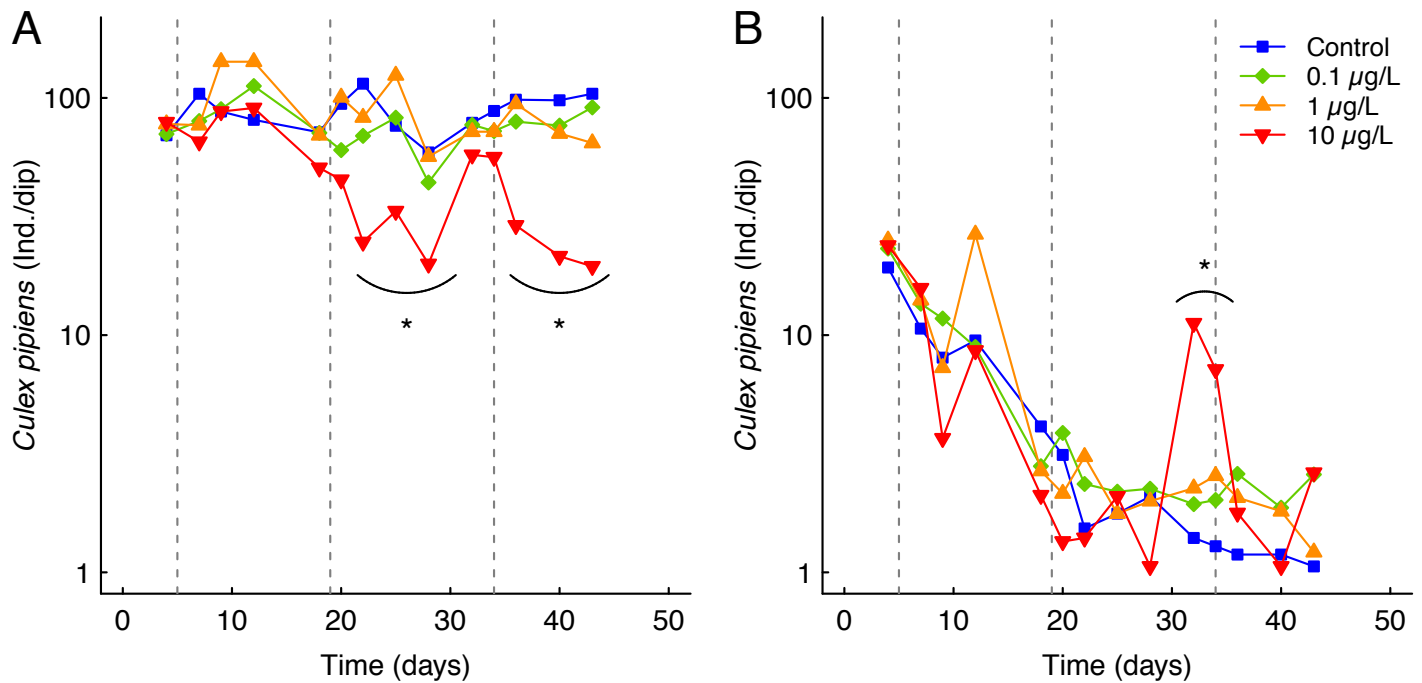 A
Culex pipiens (Ind./dip)
100
10
1
*
*
0 10 20 30 40 50
Time (days)
B
Culex pipiens (Ind./dip)
100
10
1
Control
0.1 µg/L
1 µg/L
10 µg/L
*
0 10 20 30 40 50
Time (days)